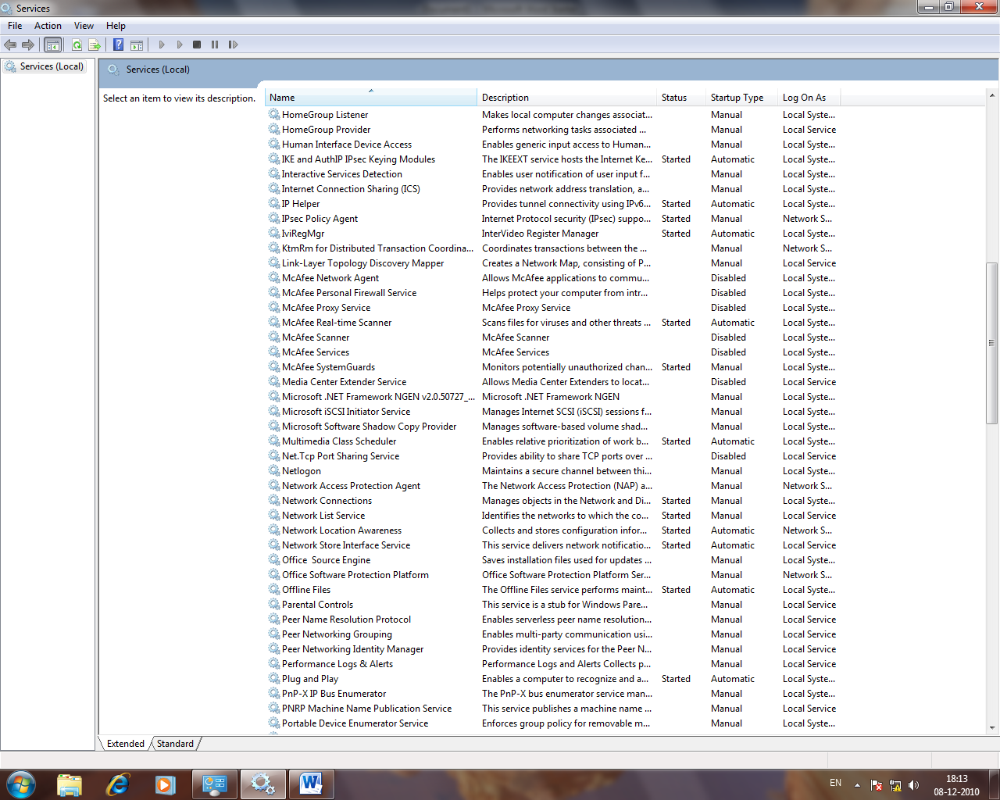 Services
File Action View Help
Services (Local)
Services (Local)
Select an item to view its description.
Name Description Status Startup Type Log On As
HomeGroup Listener Makes local computer changes associat... Manual Local Syste...
HomeGroup Provider Performs networking tasks associated ... Manual Local Service
Human Interface Device Access Enables generic input access to Human... Manual Local Syste...
IKE and AuthIP IPsec Keying Modules The IKEEXT service hosts the Internet Ke... Started Automatic Local Syste...
Interactive Services Detection Enables user notification of user input f... Manual Local Syste...
Internet Connection Sharing (ICS) Provides network address translation, a... Manual Local Syste...
IP Helper Provides tunnel connectivity using IPv6... Started Automatic Local Syste...
IPsec Policy Agent Internet Protocol security (IPsec) suppo... Started Manual Network S...
IviRegMgr InterVideo Register Manager Started Automatic Local Syste...
KtmRm for Distributed Transaction Coordina... Coordinates transactions between the ... Manual Network S...
Link-Layer Topology Discovery Mapper Creates a Network Map, consisting of P... Manual Local Service
McAfee Network Agent Allows McAfee applications to commu... Disabled Local Syste...
McAfee Personal Firewall Service Helps protect your computer from intr... Disabled Local Syste...
McAfee Proxy Service McAfee Proxy Service Disabled Local Syste...
McAfee Real-time Scanner Scans files for viruses and other threats ... Started Automatic Local Syste...
McAfee Scanner McAfee Scanner Disabled Local Syste...
McAfee Services McAfee Services Disabled Local Syste...
McAfee SystemGuards Monitors potentially unauthorized chan... Started Manual Local Syste...
Media Center Extender Service Allows Media Center Extenders to locat... Disabled Local Service
Microsoft .NET Framework NGEN v2.0.50727_... Microsoft .NET Framework NGEN Manual Local Syste...
Microsoft iSCSI Initiator Service Manages Internet SCSI (iSCSI) sessions f... Manual Local Syste...
Microsoft Software Shadow Copy Provider Manages software-based volume shad... Manual Local Syste...
Multimedia Class Scheduler Enables relative prioritization of work b... Started Automatic Local Syste...
Net.Tcp Port Sharing Service Provides ability to share TCP ports over ... Disabled Local Service
Netlogon Maintains a secure channel between thi... Manual Local Syste...
Network Access Protection Agent The Network Access Protection (NAP) a... Manual Network S...
Network Connections Manages objects in the Network and Di... Started Manual Local Syste...
Network List Service Identifies the networks to which the co... Started Manual Local Service
Network Location Awareness Collects and stores configuration infor... Started Automatic Network S...
Network Store Interface Service This service delivers network notificatio... Started Automatic Local Service
Office  Source Engine Saves installation files used for updates ... Manual Local Syste...
Office Software Protection Platform Office Software Protection Platform Ser... Manual Network S...
Offline Files The Offline Files service performs maint... Started Automatic Local Syste...
Parental Controls This service is a stub for Windows Pare... Manual Local Service
Peer Name Resolution Protocol Enables serverless peer name resolution... Manual Local Service
Peer Networking Grouping Enables multi-party communication usi... Manual Local Service
Peer Networking Identity Manager Provides identity services for the Peer N... Manual Local Service
Performance Logs & Alerts Performance Logs and Alerts Collects p... Manual Local Service
Plug and Play Enables a computer to recognize and a... Started Automatic Local Syste...
PnP-X IP Bus Enumerator The PnP-X bus enumerator service man... Manual Local Syste...
PNRP Machine Name Publication Service This service publishes a machine name ... Manual Local Service
Portable Device Enumerator Service Enforces group policy for removable m... Manual Local Syste...
Extended Standard
EN 18:13
08-12-2010